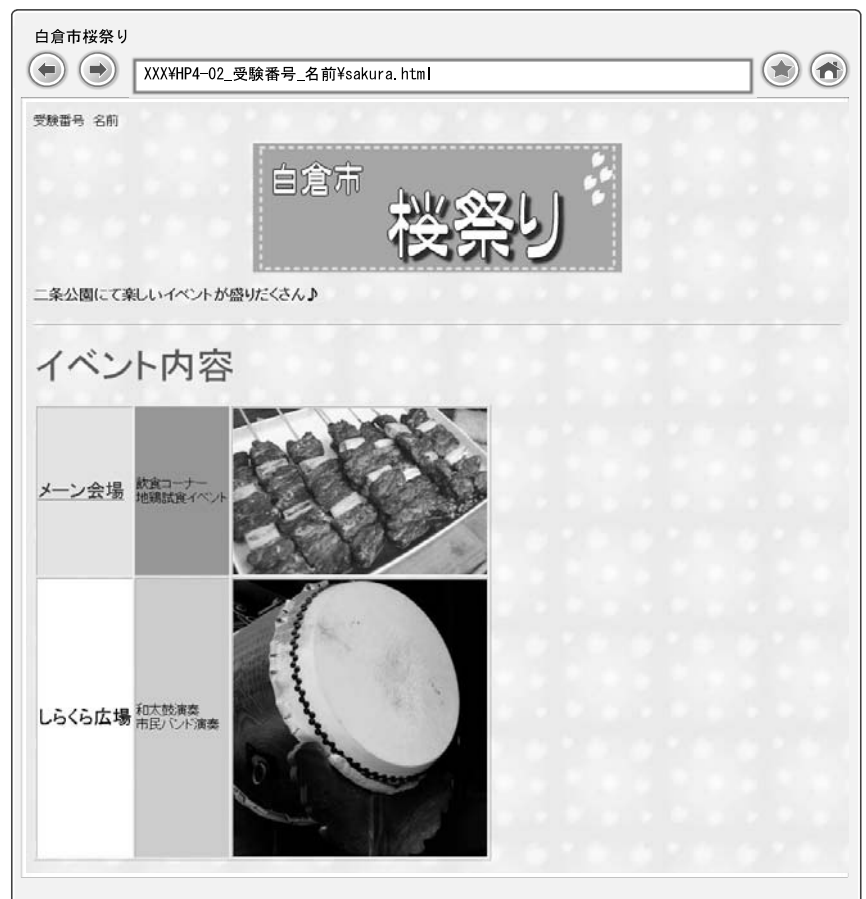 白倉市桜祭り
XXX¥HP4-02_受験番号_名前¥sakura.html
受験番号 名前
白倉市
桜祭り
二条公園にて楽しいイベントが盛りだくさん♪
イベント内容
メーン会場
飲食コーナー
地鶏試食イベント
しらくら広場
和太鼓演奏
市民バンド演奏